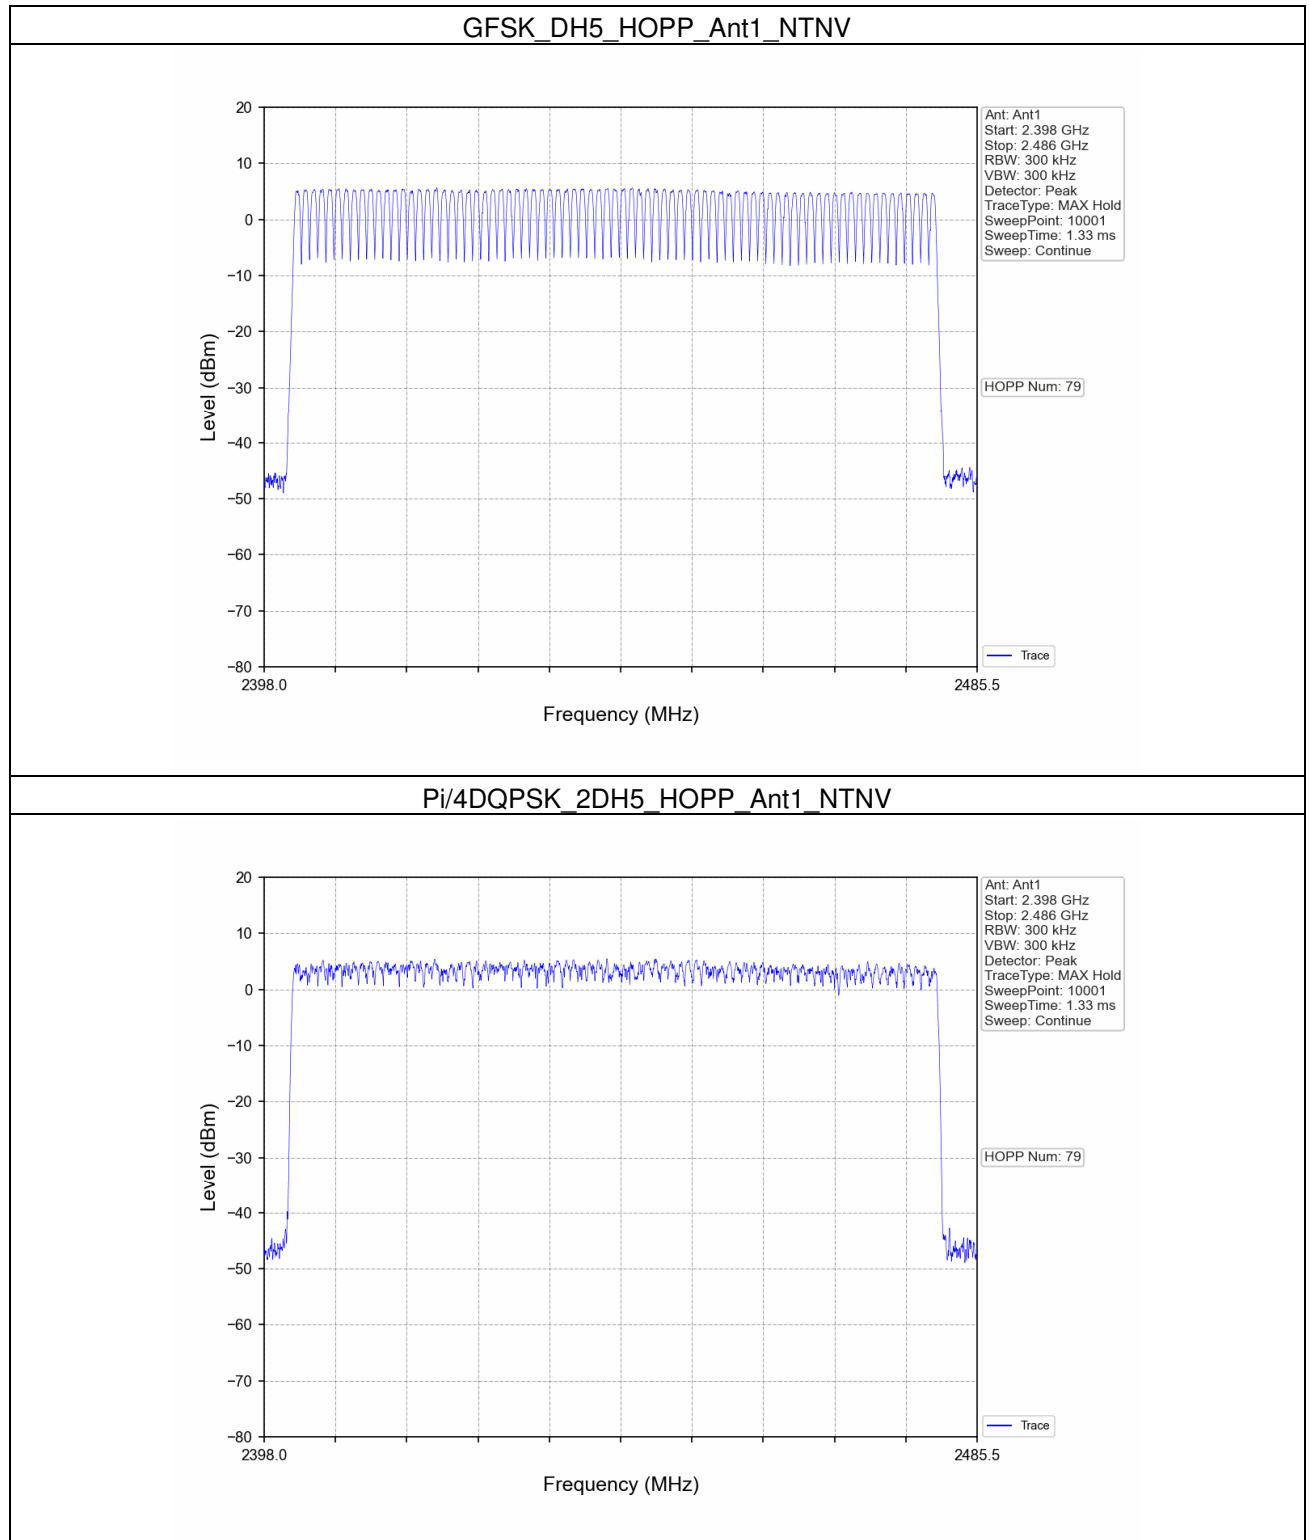 GFSK_DH5_HOPP_Ant1_NTNV
20
10
0
−10
−20
−30
−40
−50
−60
−70
−80
Level (dBm)
2398.0
2485.5
Frequency (MHz)
Ant: Ant1
Start: 2.398 GHz
Stop: 2.486 GHz
RBW: 300 kHz
VBW: 300 kHz
Detector: Peak
TraceType: MAX Hold
SweepPoint: 10001
SweepTime: 1.33 ms
Sweep: Continue
HOPP Num: 79
Trace
Pi/4DQPSK_2DH5_HOPP_Ant1_NTNV
20
10
0
−10
−20
−30
−40
−50
−60
−70
−80
Level (dBm)
2398.0
2485.5
Frequency (MHz)
Ant: Ant1
Start: 2.398 GHz
Stop: 2.486 GHz
RBW: 300 kHz
VBW: 300 kHz
Detector: Peak
TraceType: MAX Hold
SweepPoint: 10001
SweepTime: 1.33 ms
Sweep: Continue
HOPP Num: 79
Trace